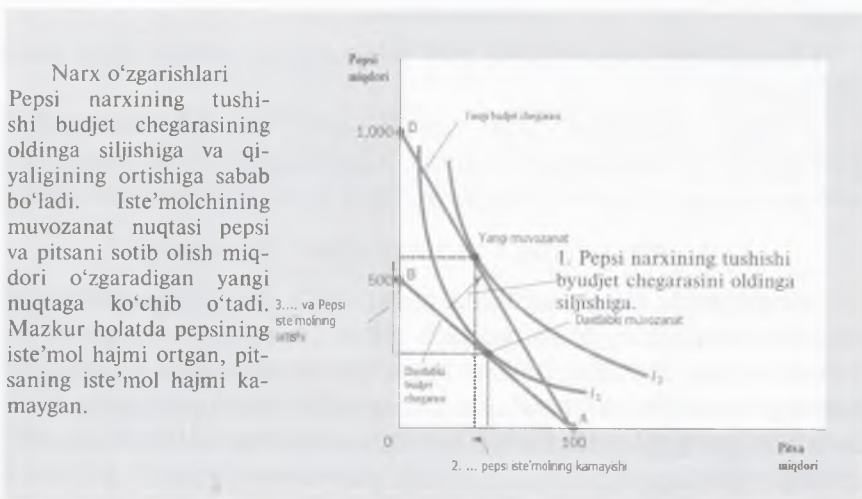 Narx o‘zgarishlari
Pepsi narxining tushi-
shi budjet chegarasining
oldinga siljishiga va qi-
yaligining ortishiga sabab
bo‘ladi. Iste’molchining
muvozanat nuqtasi pepsi
va pitsani sotib olish miq-
dori o‘zgaradigan yangi
nuqtaga ko‘chib o‘tadi.
Mazkur holatda pepsining
iste’mol hajmi ortgan, pit-
saning iste’mol hajmi ka-
maygan.
Pepsi
miqdori
1,000
D
Yangi budjet chegarasi
Yangi muvozanat
1. Pepsi narxining tushishi
byudjet chegarasini oldinga
siljishiga.
500
B
3.... va Pepsi
iste'molining
ortishi
Dastlabki muvozanat
Dastlabki
budjet
chegarasi
I₂
I₁
A
0
100
Pitsa
miqdori
2. ... pepsi iste'molining kamayishi